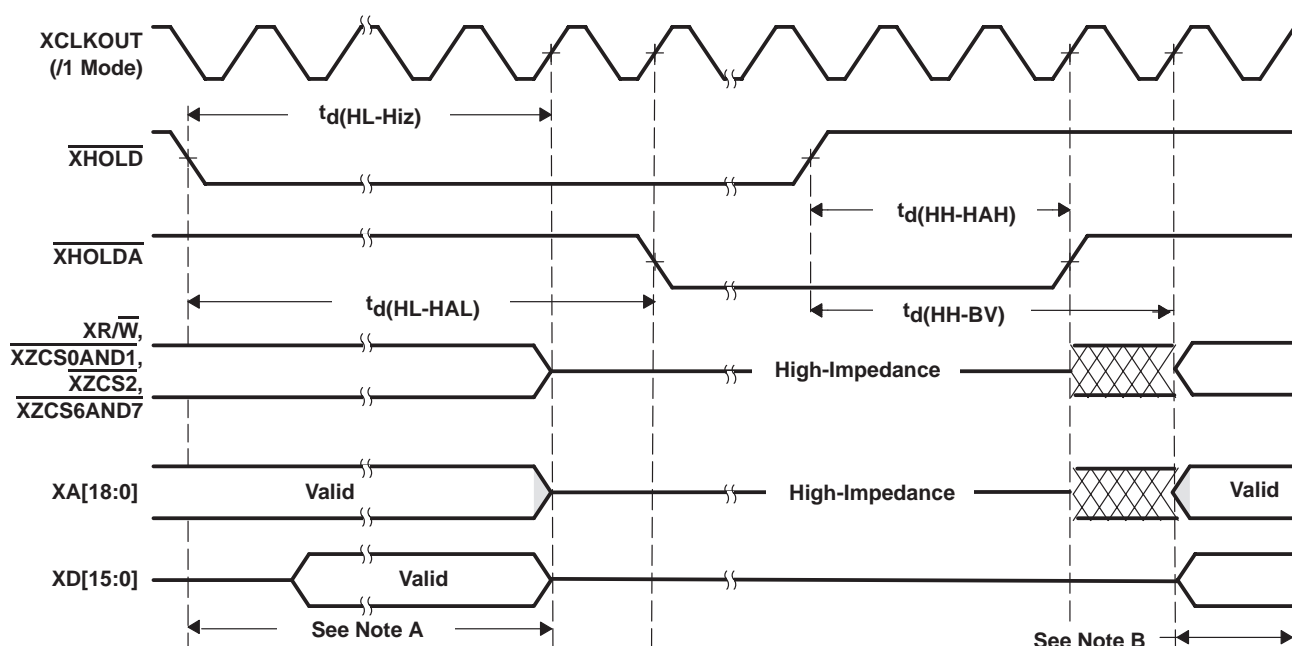 XCLKOUT
(/1 Mode)
td(HL-Hiz)
XHOLD
td(HH-HAH)
XHOLDA
td(HL-HAL)
td(HH-BV)
XR/W,
XZCS0AND1,
XZCS2,
XZCS6AND7
High-Impedance
XA[18:0]
Valid
High-Impedance
Valid
XD[15:0]
Valid
See Note A
See Note B